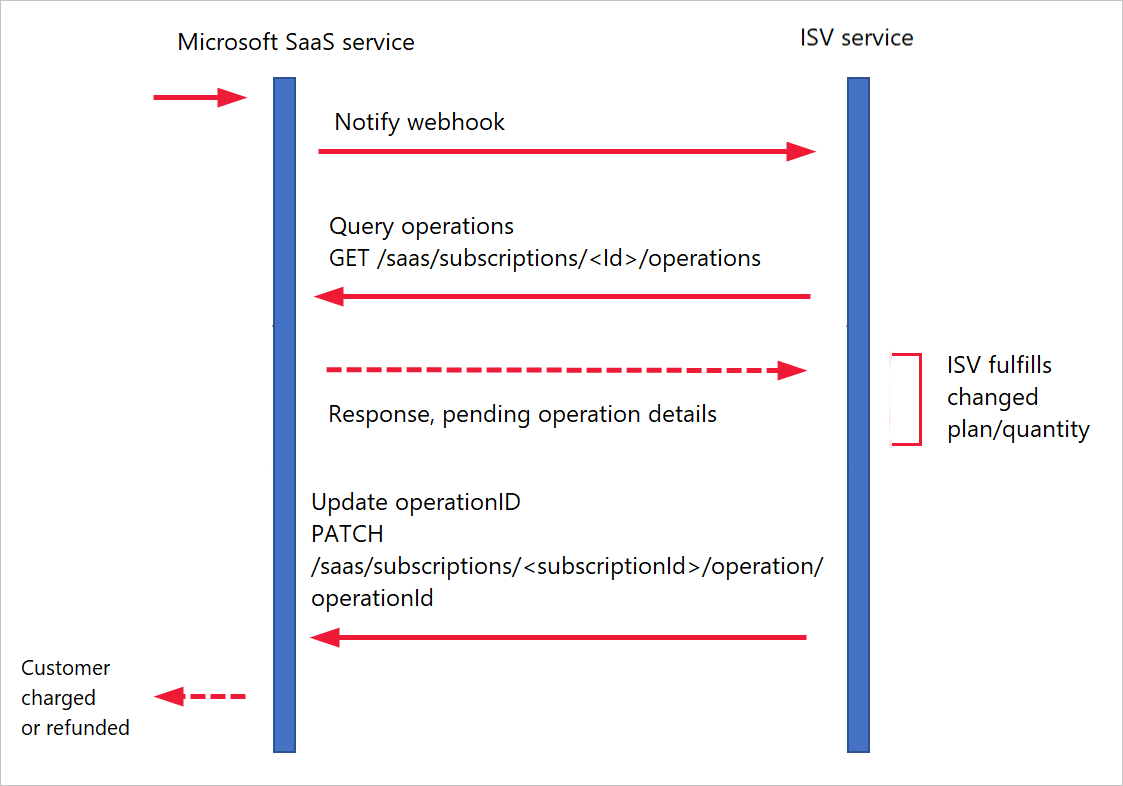 Microsoft SaaS service
ISV service
Notify webhook
Query operations
GET /saas/subscriptions/<Id>/operations
Response, pending operation details
ISV fulfills
changed
plan/quantity
Update operationID
PATCH
/saas/subscriptions/<subscriptionId>/operation/
operationId
Customer
charged
or refunded